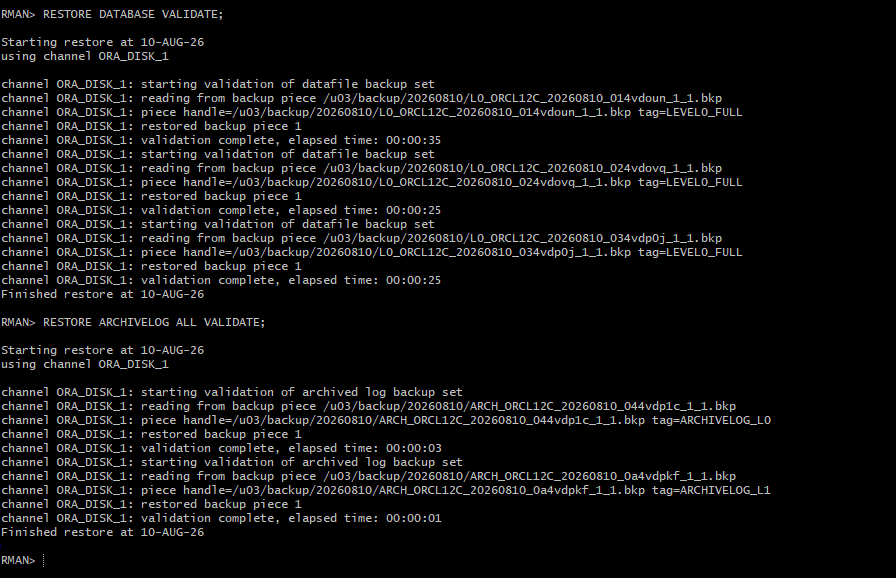 RMAN> RESTORE DATABASE VALIDATE;
Starting restore at 10-AUG-26
using channel ORA_DISK_1
channel ORA_DISK_1: starting validation of datafile backup set
channel ORA_DISK_1: reading from backup piece /u03/backup/20260810/L0_ORCL12C_20260810_014vdoun_1_1.bkp
channel ORA_DISK_1: piece handle=/u03/backup/20260810/L0_ORCL12C_20260810_014vdoun_1_1.bkp tag=LEVEL0_FULL
channel ORA_DISK_1: restored backup piece 1
channel ORA_DISK_1: validation complete, elapsed time: 00:00:35
channel ORA_DISK_1: starting validation of datafile backup set
channel ORA_DISK_1: reading from backup piece /u03/backup/20260810/L0_ORCL12C_20260810_024vdovq_1_1.bkp
channel ORA_DISK_1: piece handle=/u03/backup/20260810/L0_ORCL12C_20260810_024vdovq_1_1.bkp tag=LEVEL0_FULL
channel ORA_DISK_1: restored backup piece 1
channel ORA_DISK_1: validation complete, elapsed time: 00:00:25
channel ORA_DISK_1: starting validation of datafile backup set
channel ORA_DISK_1: reading from backup piece /u03/backup/20260810/L0_ORCL12C_20260810_034vdp0j_1_1.bkp
channel ORA_DISK_1: piece handle=/u03/backup/20260810/L0_ORCL12C_20260810_034vdp0j_1_1.bkp tag=LEVEL0_FULL
channel ORA_DISK_1: restored backup piece 1
channel ORA_DISK_1: validation complete, elapsed time: 00:00:25
Finished restore at 10-AUG-26
RMAN> RESTORE ARCHIVELOG ALL VALIDATE;
Starting restore at 10-AUG-26
using channel ORA_DISK_1
channel ORA_DISK_1: starting validation of archived log backup set
channel ORA_DISK_1: reading from backup piece /u03/backup/20260810/ARCH_ORCL12C_20260810_044vdp1c_1_1.bkp
channel ORA_DISK_1: piece handle=/u03/backup/20260810/ARCH_ORCL12C_20260810_044vdp1c_1_1.bkp tag=ARCHIVELOG_L0
channel ORA_DISK_1: restored backup piece 1
channel ORA_DISK_1: validation complete, elapsed time: 00:00:03
channel ORA_DISK_1: starting validation of archived log backup set
channel ORA_DISK_1: reading from backup piece /u03/backup/20260810/ARCH_ORCL12C_20260810_0a4vdpkf_1_1.bkp
channel ORA_DISK_1: piece handle=/u03/backup/20260810/ARCH_ORCL12C_20260810_0a4vdpkf_1_1.bkp tag=ARCHIVELOG_L1
channel ORA_DISK_1: restored backup piece 1
channel ORA_DISK_1: validation complete, elapsed time: 00:00:01
Finished restore at 10-AUG-26
RMAN>